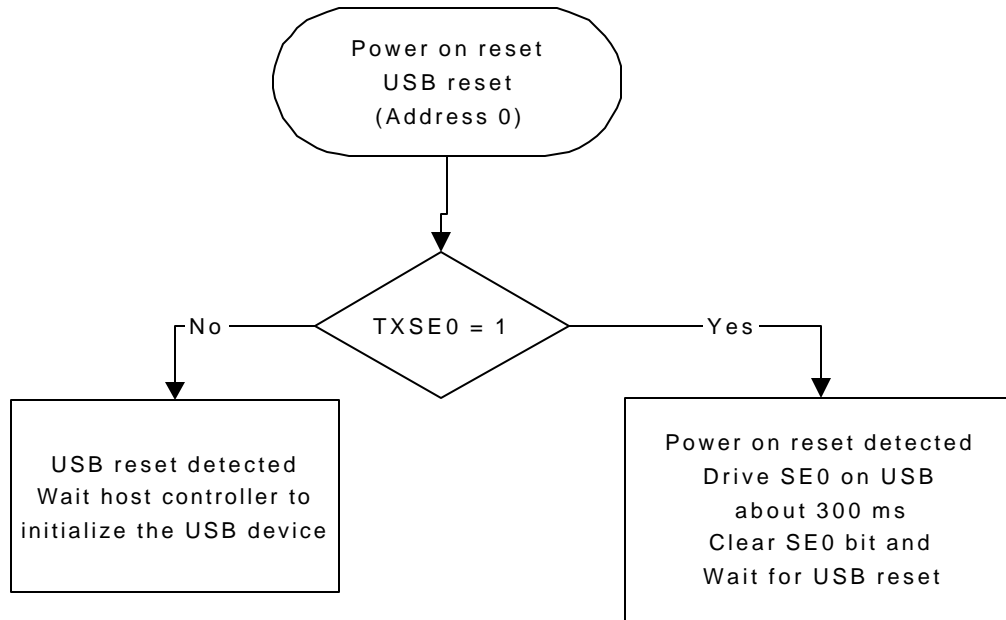 Power on reset
USB reset
(Address 0)
TXSE0 = 1
No
Yes
USB reset detected
Wait host controller to
initialize the USB device
Power on reset detected
Drive SE0 on USB
about 300 ms
Clear SE0 bit and
Wait for USB reset